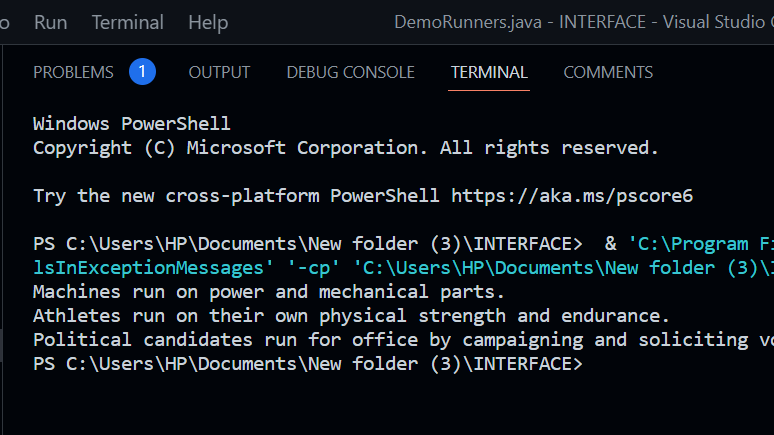 Run Terminal Help DemoRunners.java - INTERFACE - Visual Studio
PROBLEMS 1 OUTPUT DEBUG CONSOLE TERMINAL COMMENTS
Windows PowerShell
Copyright (C) Microsoft Corporation. All rights reserved.
Try the new cross-platform PowerShell https://aka.ms/pscore6
PS C:\Users\HP\Documents\New folder (3)\INTERFACE> & 'C:\Program Fi
lsInExceptionMessages' '-cp' 'C:\Users\HP\Documents\New folder (3)\I
Machines run on power and mechanical parts.
Athletes run on their own physical strength and endurance.
Political candidates run for office by campaigning and soliciting vo
PS C:\Users\HP\Documents\New folder (3)\INTERFACE>